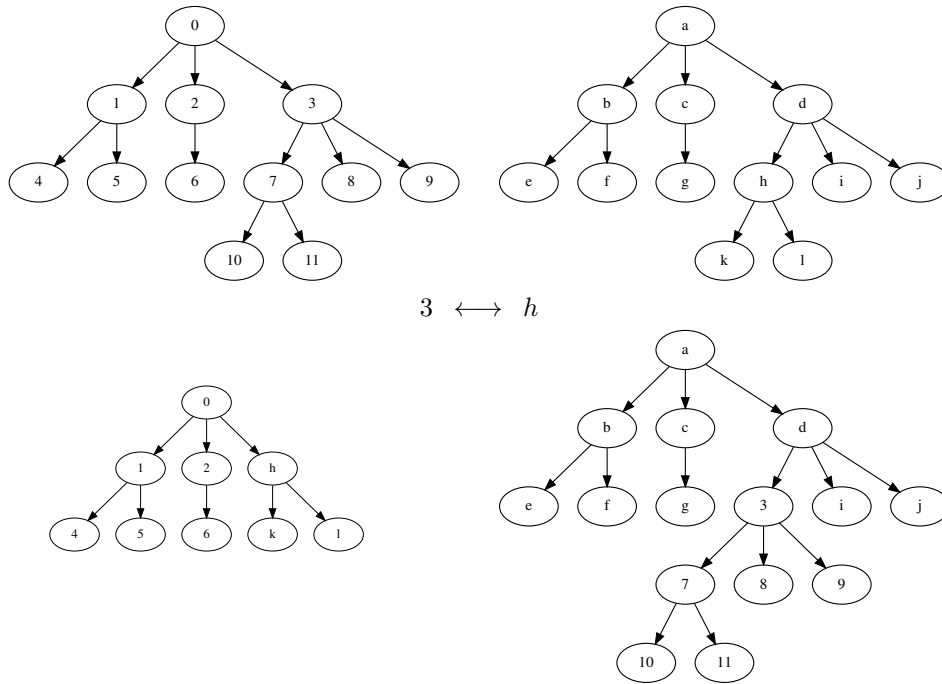 0
a
1 2 3
b c d
4 5 6 7 8 9
e f g h i j
10 11
k l
3 ⟷ h
0
1 2 h
4 5 6 k l
a
b c d
e f g 3 i j
7 8 9
10 11